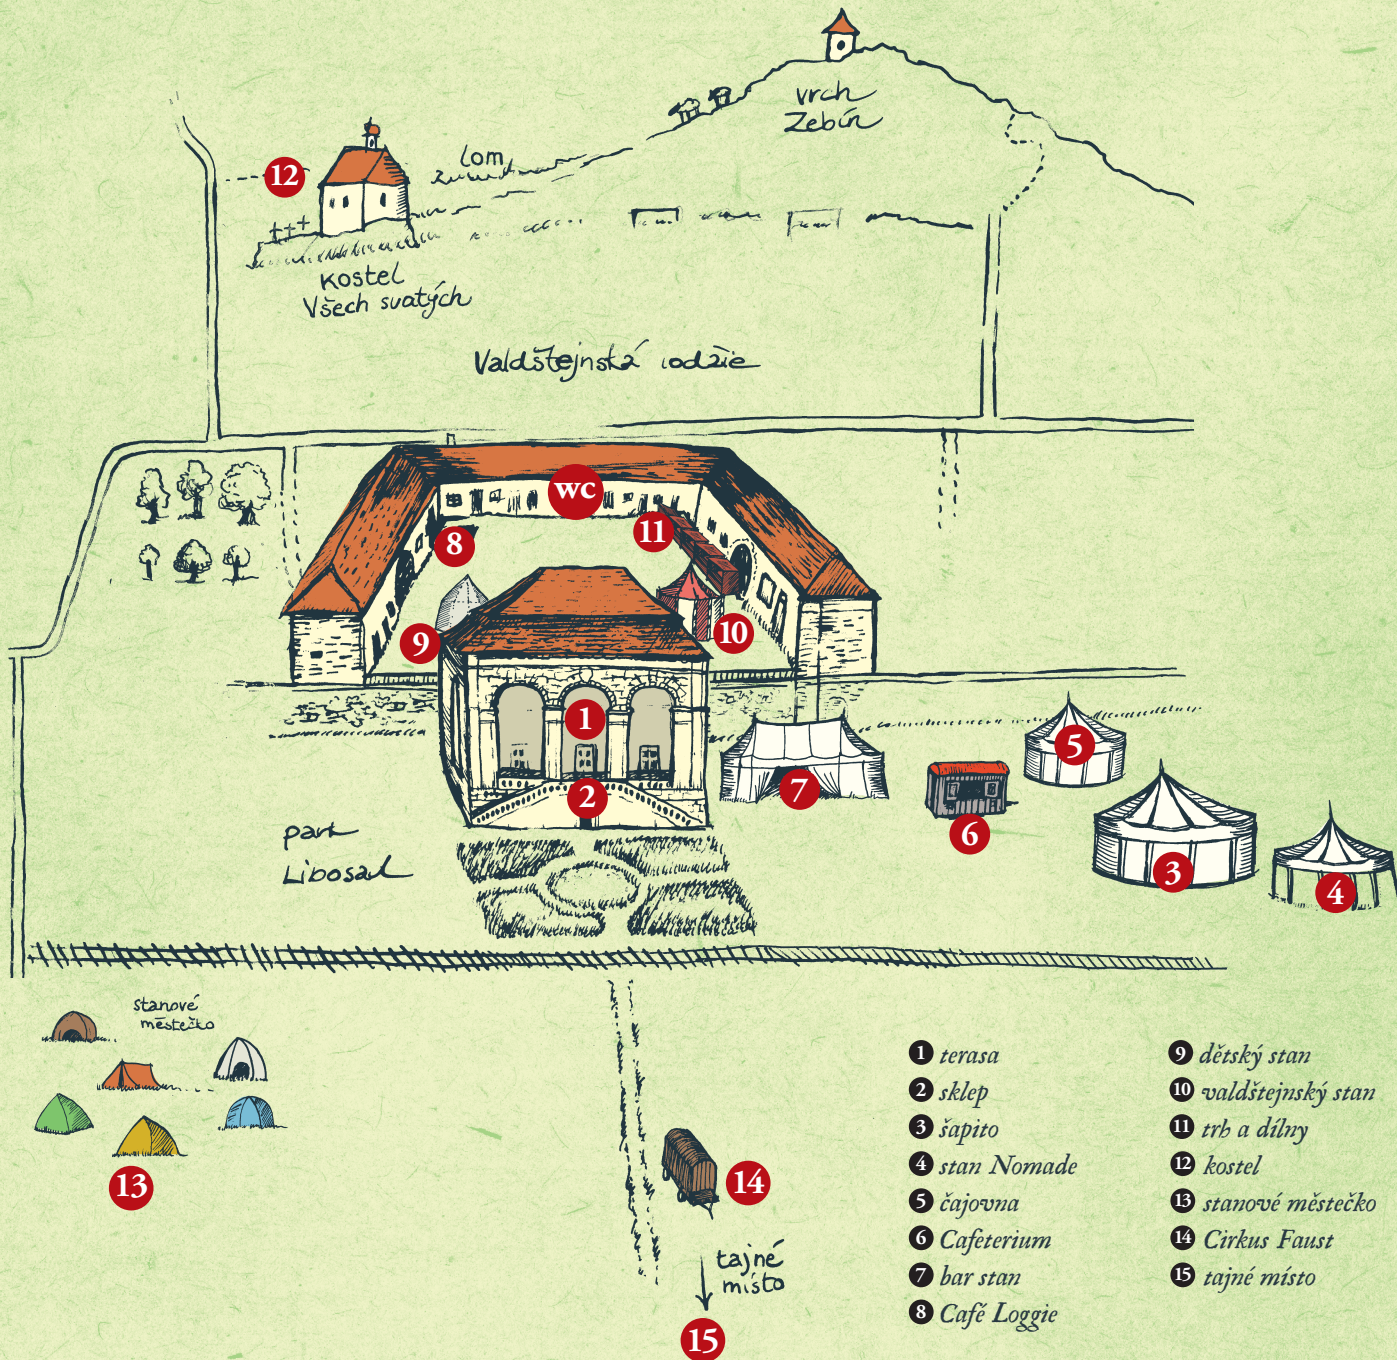 vrch
Zebín
12
lom
kostel
Všech svatých
Valdštejnská lodžie
wc
8
11
9
10
1
2
7
5
6
3
4
park
Libosad
stanové
městečko
13
14
tajné
místo
15
1 terasa
2 sklep
3 šapito
4 stan Nomade
5 čajovna
6 Cafeterium
7 bar stan
8 Café Loggie
9 dětský stan
10 valdštejnský stan
11 trh a dílny
12 kostel
13 stanové městečko
14 Cirkus Faust
15 tajné místo